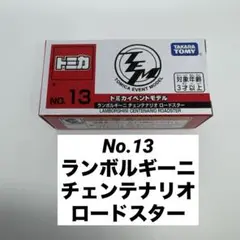 トミカ
TAKARA TOMY
TOMICA EVENT MODEL
対象年齢
3才以上
NO. 13
トミカイベントモデル
ランボルギーニ チェンテナリオ ロードスター
LAMBORGHINI CENTENARIO ROADSTER
No.13
ランボルギーニ
チェンテナリオ
ロードスター